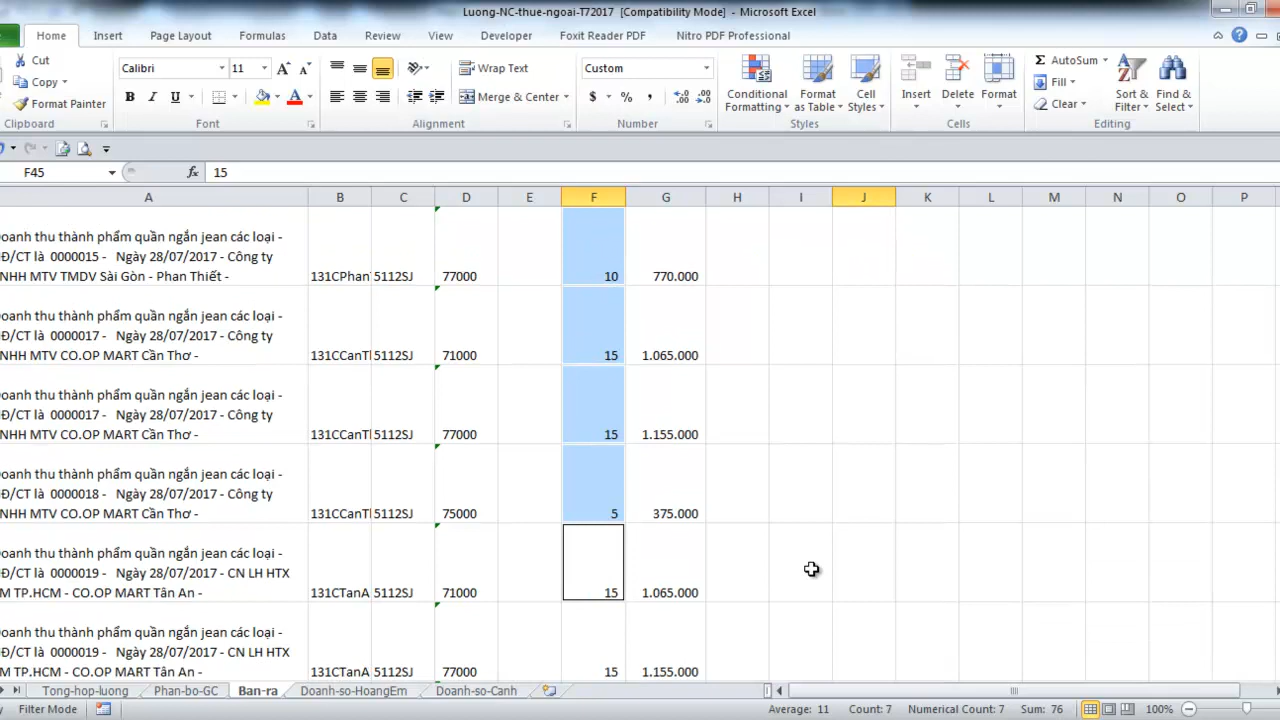 Luong-NC-thue-ngoai-T72017 [Compatibility Mode] - Microsoft Excel
Home Insert Page Layout Formulas Data Review View Developer Foxit Reader PDF Nitro PDF Professional
Cut
Copy
Format Painter
Clipboard
Calibri 11 A A
B I U A
Font
Wrap Text
Merge & Center
Alignment
Custom
$ % ,
Number
Conditional Formatting
Format as Table
Cell Styles
Styles
Insert Delete Format
Cells
AutoSum
Fill
Clear
Sort & Filter
Find & Select
Editing
F45 fx 15
A B C D E F G H I J K L M N O P
oanh thu thành phẩm quần ngắn jean các loại -
Đ/CT là 0000015 - Ngày 28/07/2017 - Công ty
NHH MTV TMDV Sài Gòn - Phan Thiết - 131CPhan 5112SJ 77000 10 770.000
oanh thu thành phẩm quần ngắn jean các loại -
Đ/CT là 0000017 - Ngày 28/07/2017 - Công ty
NHH MTV CO.OP MART Cần Thơ - 131CCanTl 5112SJ 71000 15 1.065.000
oanh thu thành phẩm quần ngắn jean các loại -
Đ/CT là 0000017 - Ngày 28/07/2017 - Công ty
NHH MTV CO.OP MART Cần Thơ - 131CCanTl 5112SJ 77000 15 1.155.000
oanh thu thành phẩm quần ngắn jean các loại -
Đ/CT là 0000018 - Ngày 28/07/2017 - Công ty
NHH MTV CO.OP MART Cần Thơ - 131CCanTl 5112SJ 75000 5 375.000
oanh thu thành phẩm quần ngắn jean các loại -
Đ/CT là 0000019 - Ngày 28/07/2017 - CN LH HTX
M TP.HCM - CO.OP MART Tân An - 131CTanA 5112SJ 71000 15 1.065.000
oanh thu thành phẩm quần ngắn jean các loại -
Đ/CT là 0000019 - Ngày 28/07/2017 - CN LH HTX
M TP.HCM - CO.OP MART Tân An - 131CTanA 5112SJ 77000 15 1.155.000
Tong-hop-luong Phan-bo-GC Ban-ra Doanh-so-HoangEm Doanh-so-Canh
Filter Mode Average: 11 Count: 7 Numerical Count: 7 Sum: 76 100%